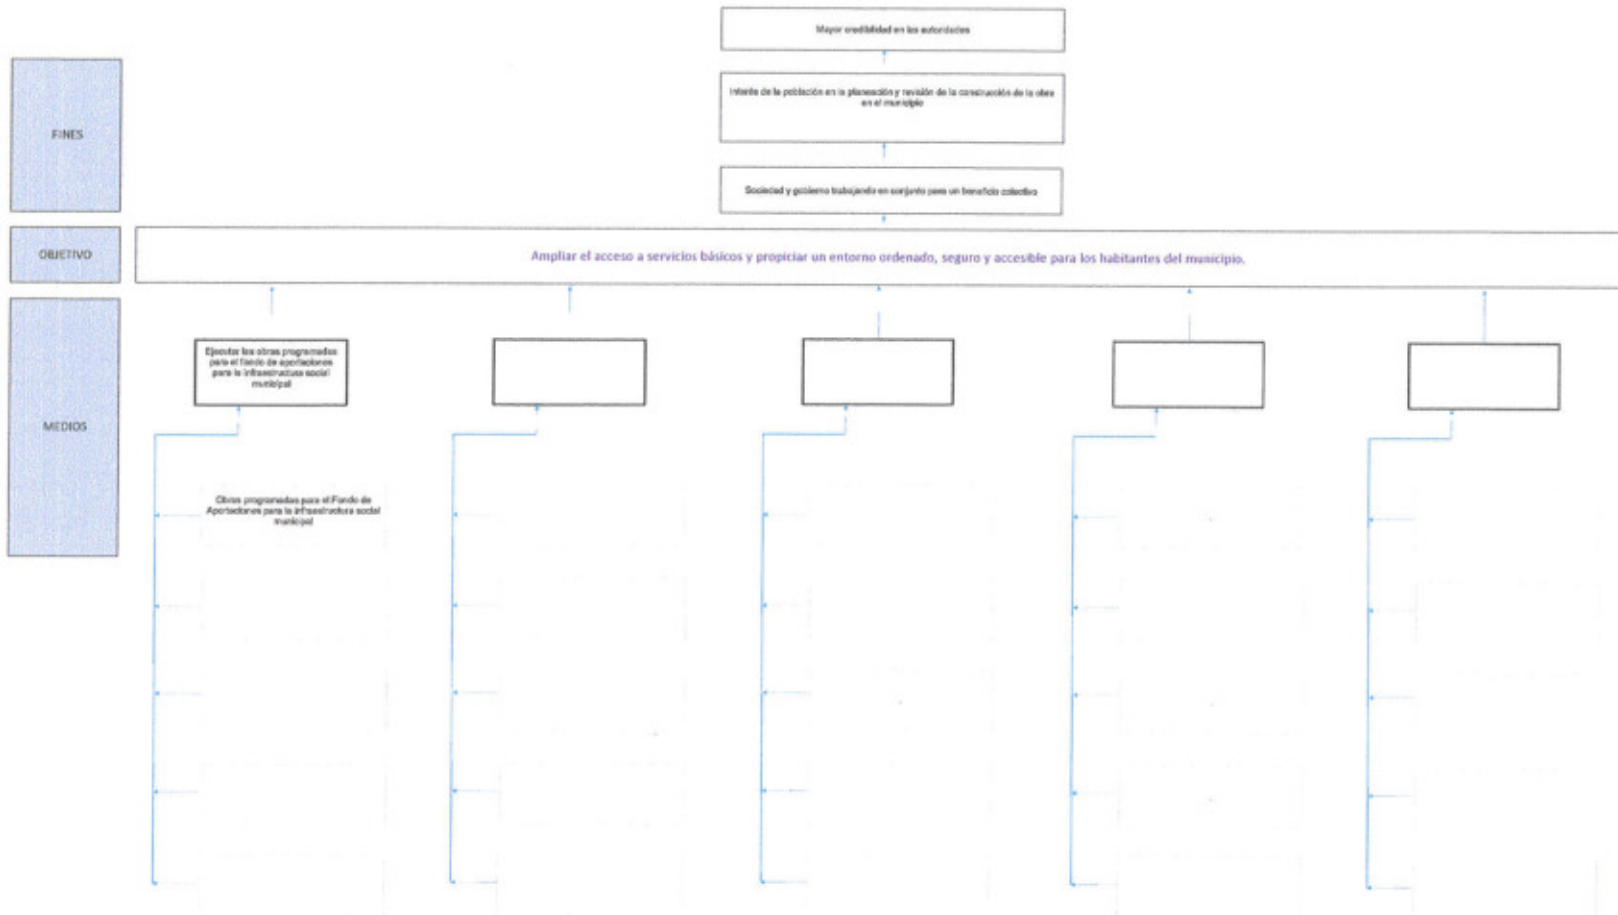 Mayor credibilidad en las autoridades
Interés de la población en la planeación y revisión de la construcción de la obra
en el municipio
FINES
Sociedad y gobierno trabajando en conjunto para un beneficio colectivo
OBJETIVO
Ampliar el acceso a servicios básicos y propiciar un entorno ordenado, seguro y accesible para los habitantes del municipio.
MEDIOS
Ejecutar las obras programadas
para el fondo de aportaciones
para la infraestructura social
municipal
Obras programadas para el Fondo de
Aportaciones para la infraestructura social
municipal